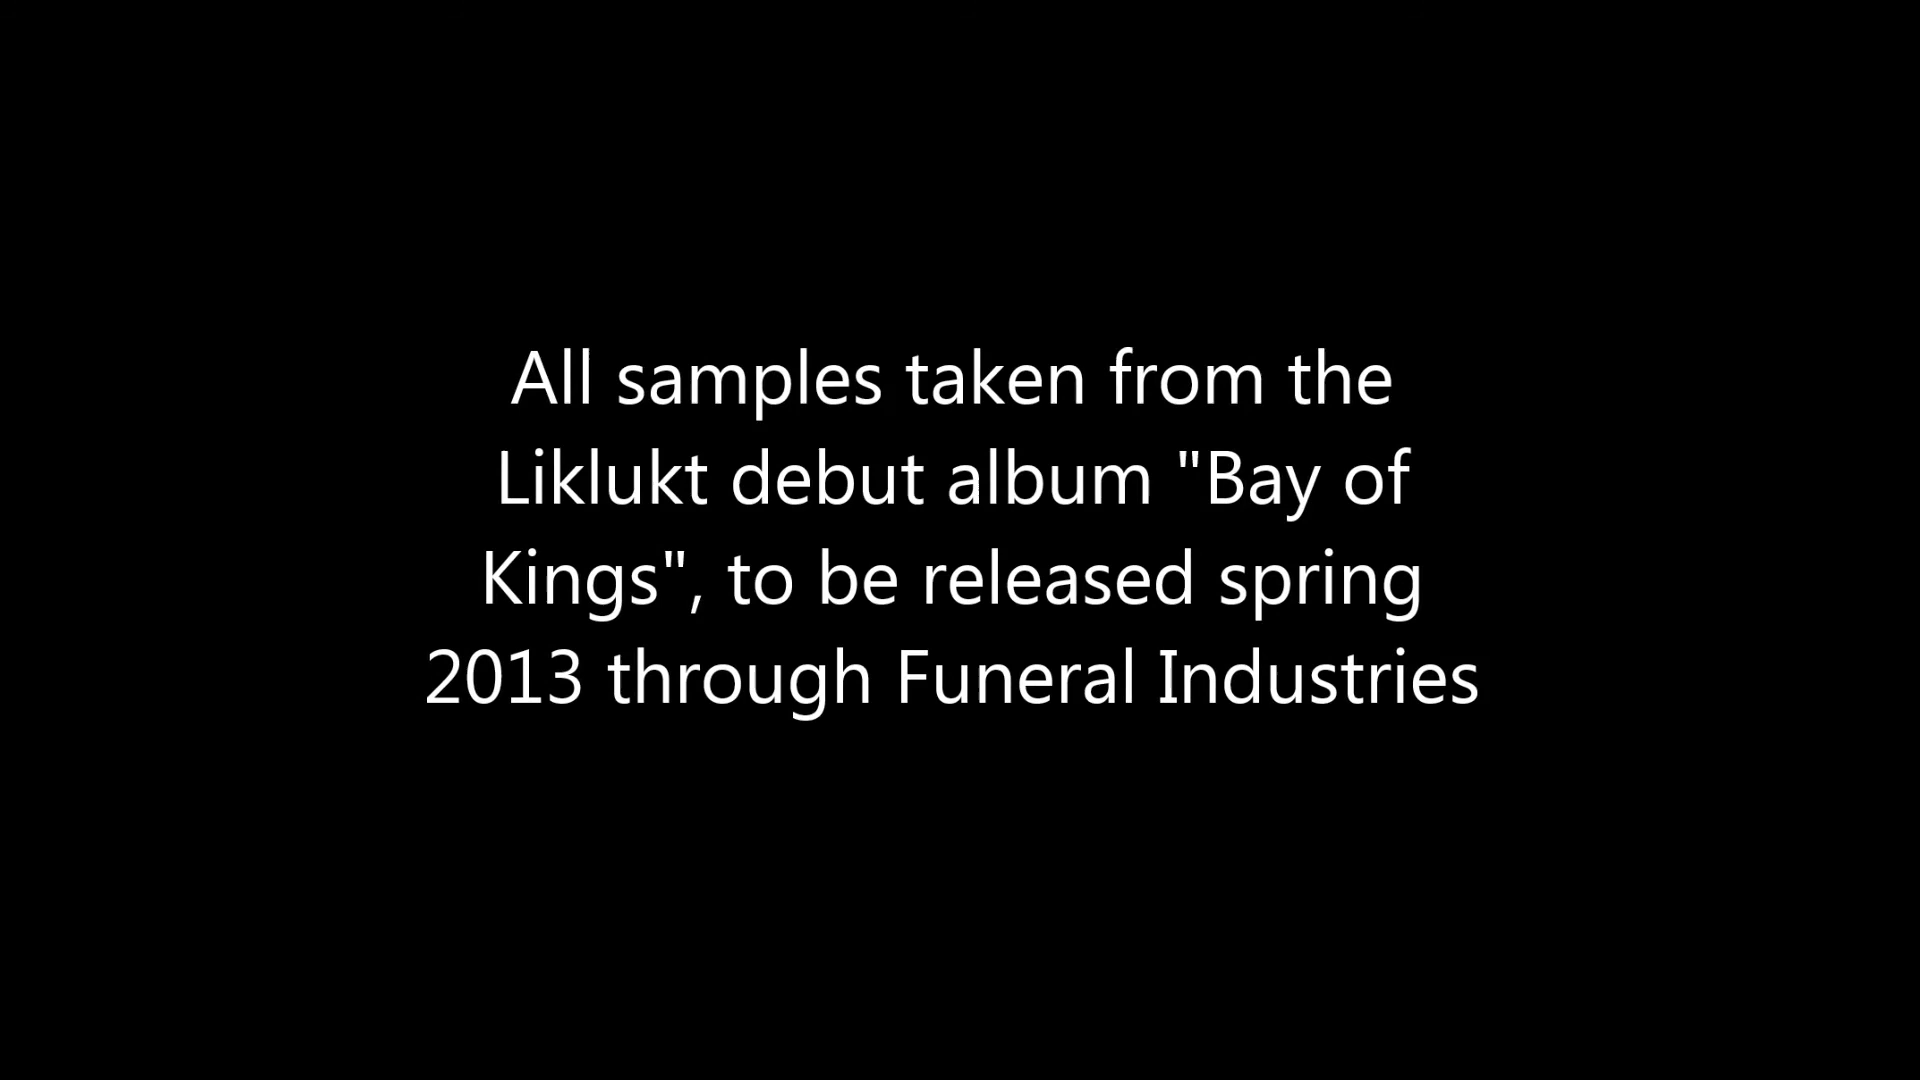 All samples taken from the
Liklukt debut album "Bay of
Kings", to be released spring
2013 through Funeral Industries